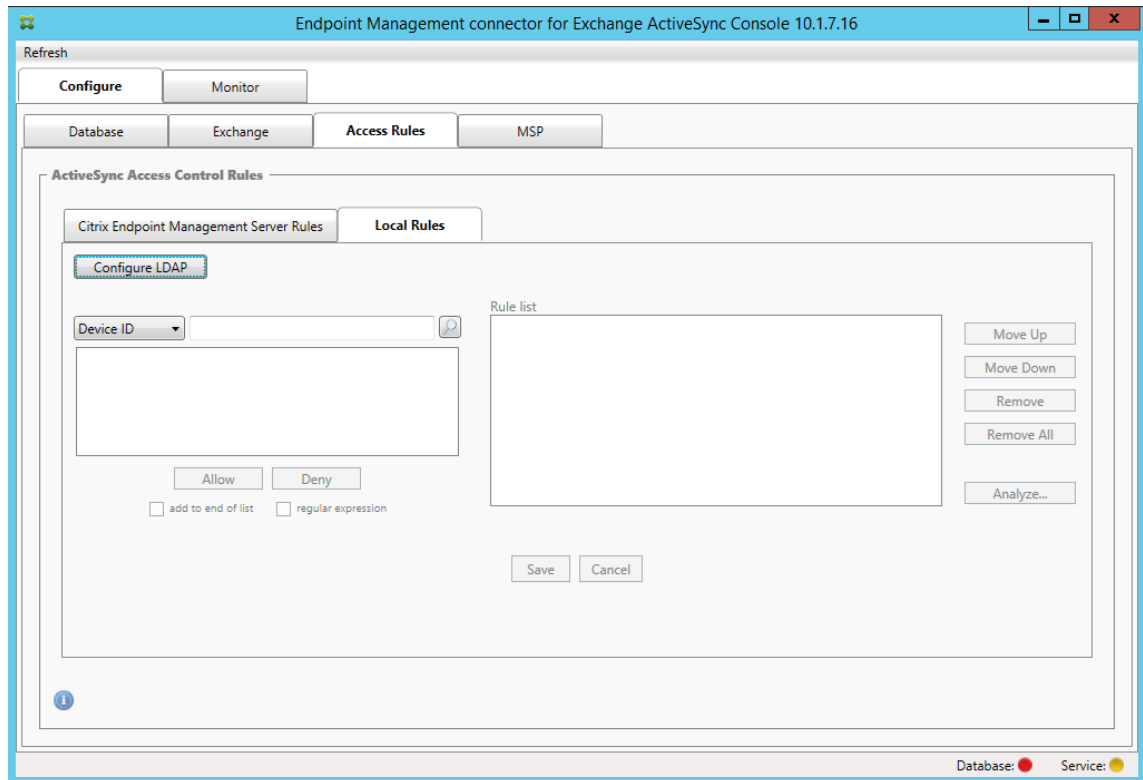 Endpoint Management connector for Exchange ActiveSync Console 10.1.7.16
Refresh
Configure
Monitor
Database
Exchange
Access Rules
MSP
ActiveSync Access Control Rules
Citrix Endpoint Management Server Rules
Local Rules
Configure LDAP
Rule list
Device ID
Move Up
Move Down
Remove
Remove All
Allow
Deny
Analyze...
add to end of list
regular expression
Save
Cancel
Database:
Service: